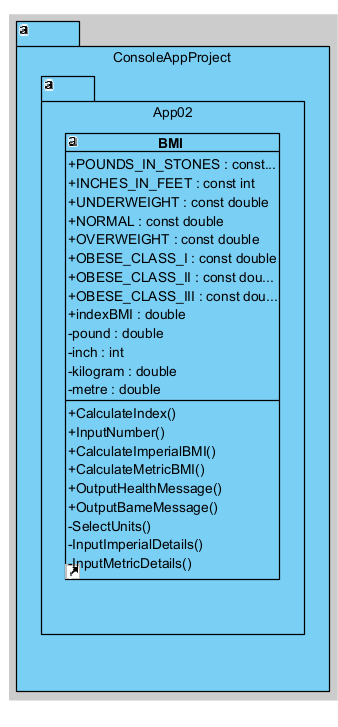 a
ConsoleAppProject
a
App02
a
BMI
+POUNDS_IN_STONES : const...
+INCHES_IN_FEET : const int
+UNDERWEIGHT : const double
+NORMAL : const double
+OVERWEIGHT : const double
+OBESE_CLASS_I : const double
+OBESE_CLASS_II : const dou...
+OBESE_CLASS_III : const dou...
+indexBMI : double
-pound : double
-inch : int
-kilogram : double
-metre : double
+CalculateIndex()
+InputNumber()
+CalculateImperialBMI()
+CalculateMetricBMI()
+OutputHealthMessage()
+OutputBameMessage()
-SelectUnits()
-InputImperialDetails()
-InputMetricDetails()